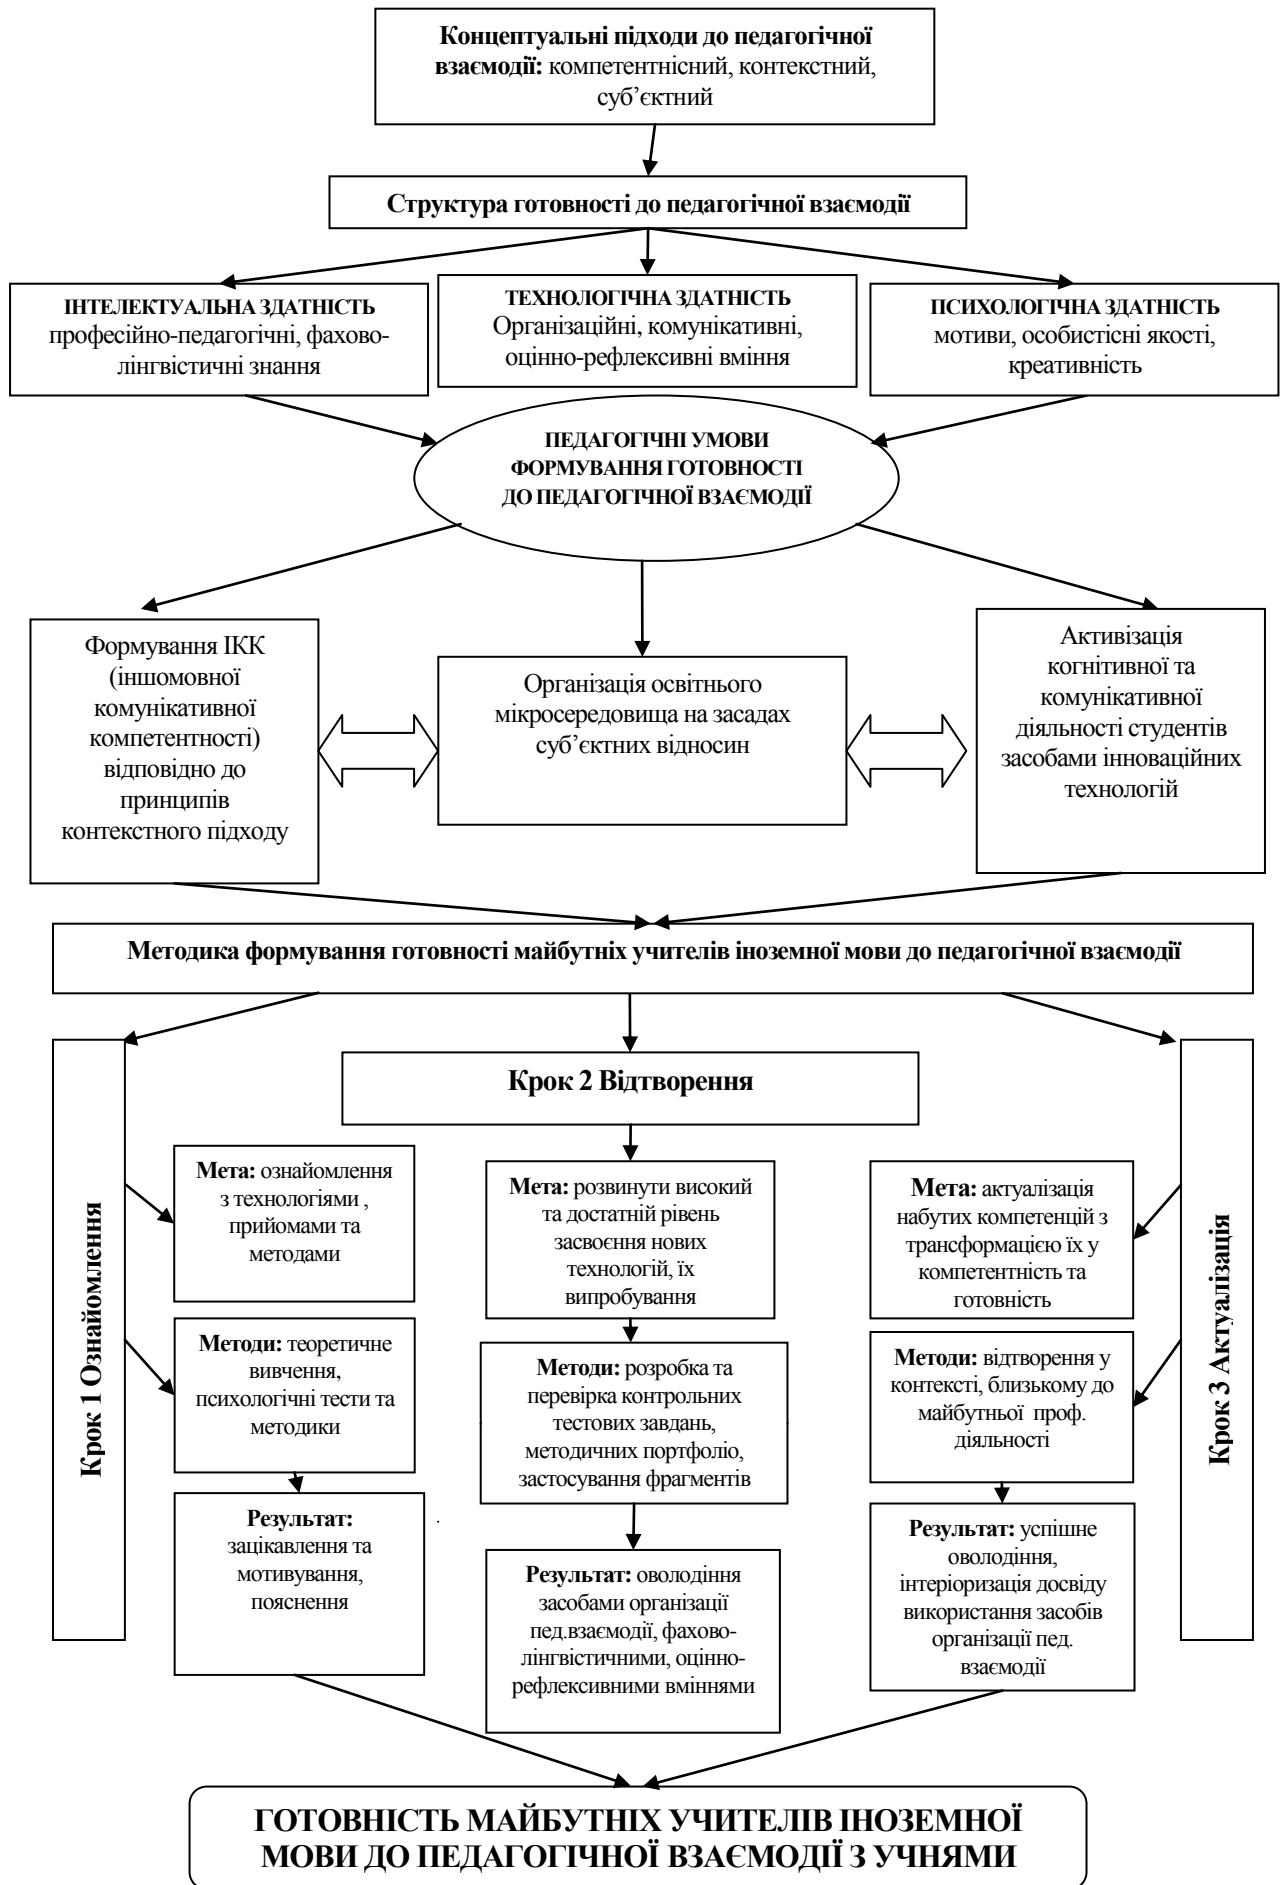 Концептуальні підходи до педагогічної
взаємодії: компетентнісний, контекстний,
суб’єктний
Структура готовності до педагогічної взаємодії
ІНТЕЛЕКТУАЛЬНА ЗДАТНІСТЬ
професійно-педагогічні, фахово-
лінгвістичні знання
ТЕХНОЛОГІЧНА ЗДАТНІСТЬ
Організаційні, комунікативні,
оцінно-рефлексивні вміння
ПСИХОЛОГІЧНА ЗДАТНІСТЬ
мотиви, особистісні якості,
креативність
ПЕДАГОГІЧНІ УМОВИ
ФОРМУВАННЯ ГОТОВНОСТІ
ДО ПЕДАГОГІЧНОЇ ВЗАЄМОДІЇ
Формування ІКК
(іншомовної
комунікативної
компетентності)
відповідно до
принципів
контекстного підходу
Організація освітнього
мікросередовища на засадах
суб’єктних відносин
Активізація
когнітивної та
комунікативної
діяльності студентів
засобами інноваційних
технологій
Методика формування готовності майбутніх учителів іноземної мови до педагогічної взаємодії
Крок 1 Ознайомлення
Крок 2 Відтворення
Крок 3 Актуалізація
Мета: ознайомлення
з технологіями ,
прийомами та
методами
Методи: теоретичне
вивчення,
психологічні тести та
методики
Результат:
зацікавлення та
мотивування,
пояснення
Мета: розвинути високий
та достатній рівень
засвоєння нових
технологій, їх
випробування
Методи: розробка та
перевірка контрольних
тестових завдань,
методичних портфоліо,
застосування фрагментів
Результат: оволодіння
засобами організації
пед.взаємодії, фахово-
лінгвістичними, оцінно-
рефлексивними вміннями
Мета: актуалізація
набутих компетенцій з
трансформацією їх у
компетентність та
готовність
Методи: відтворення у
контексті, близькому до
майбутньої проф.
діяльності
Результат: успішне
оволодіння,
інтеріоризація досвіду
використання засобів
організації пед.
взаємодії
ГОТОВНІСТЬ МАЙБУТНІХ УЧИТЕЛІВ ІНОЗЕМНОЇ
МОВИ ДО ПЕДАГОГІЧНОЇ ВЗАЄМОДІЇ З УЧНЯМИ